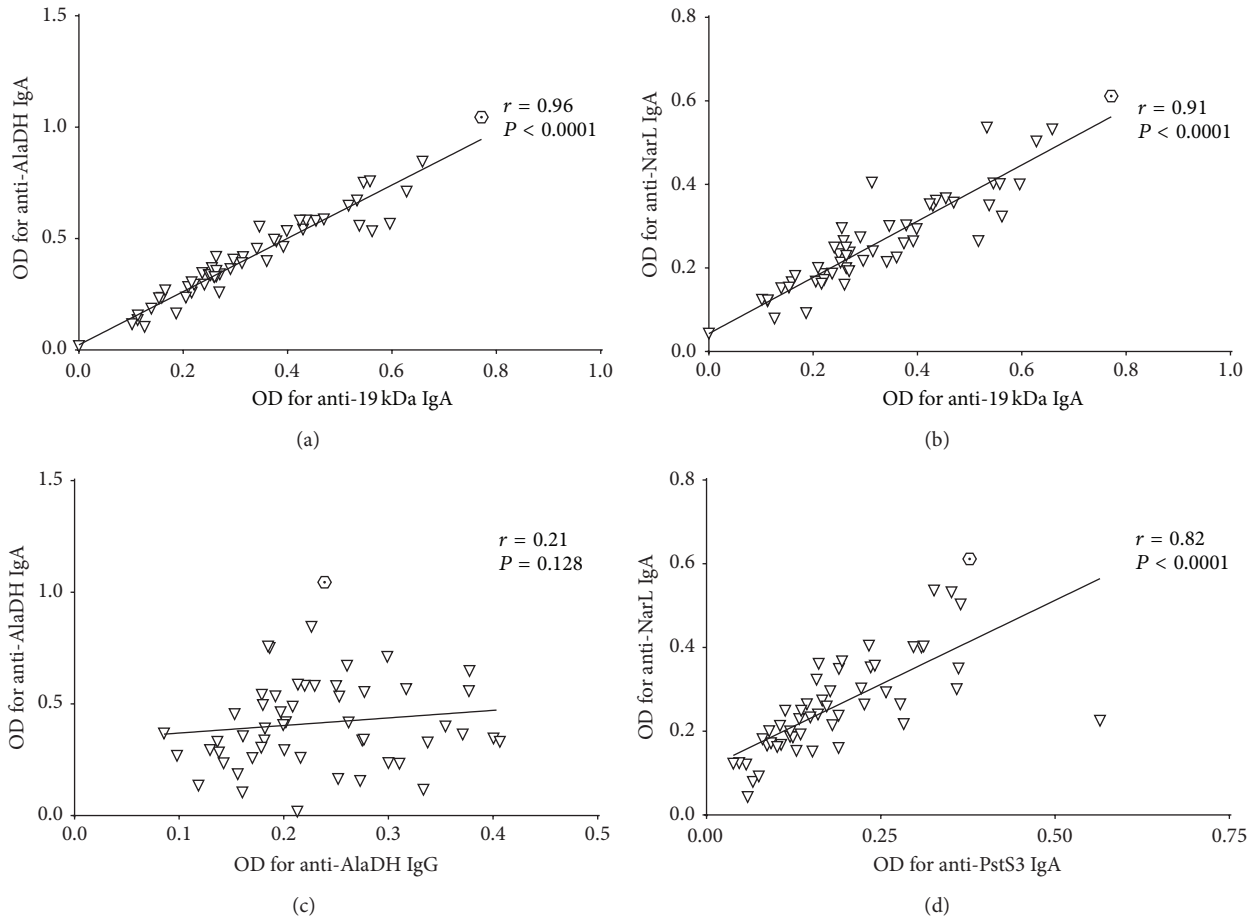 1.5
1.0
0.5
0.0
OD for anti-AlaDH IgA
r = 0.96
P < 0.0001
0.0 0.2 0.4 0.6 0.8 1.0
OD for anti-19 kDa IgA
(a)
0.8
0.6
0.4
0.2
0.0
OD for anti-NarL IgA
r = 0.91
P < 0.0001
0.0 0.2 0.4 0.6 0.8 1.0
OD for anti-19 kDa IgA
(b)
1.5
1.0
0.5
0.0
OD for anti-AlaDH IgA
r = 0.21
P = 0.128
0.0 0.1 0.2 0.3 0.4 0.5
OD for anti-AlaDH IgG
(c)
0.8
0.6
0.4
0.2
0.0
OD for anti-NarL IgA
r = 0.82
P < 0.0001
0.00 0.25 0.50 0.75
OD for anti-PstS3 IgA
(d)